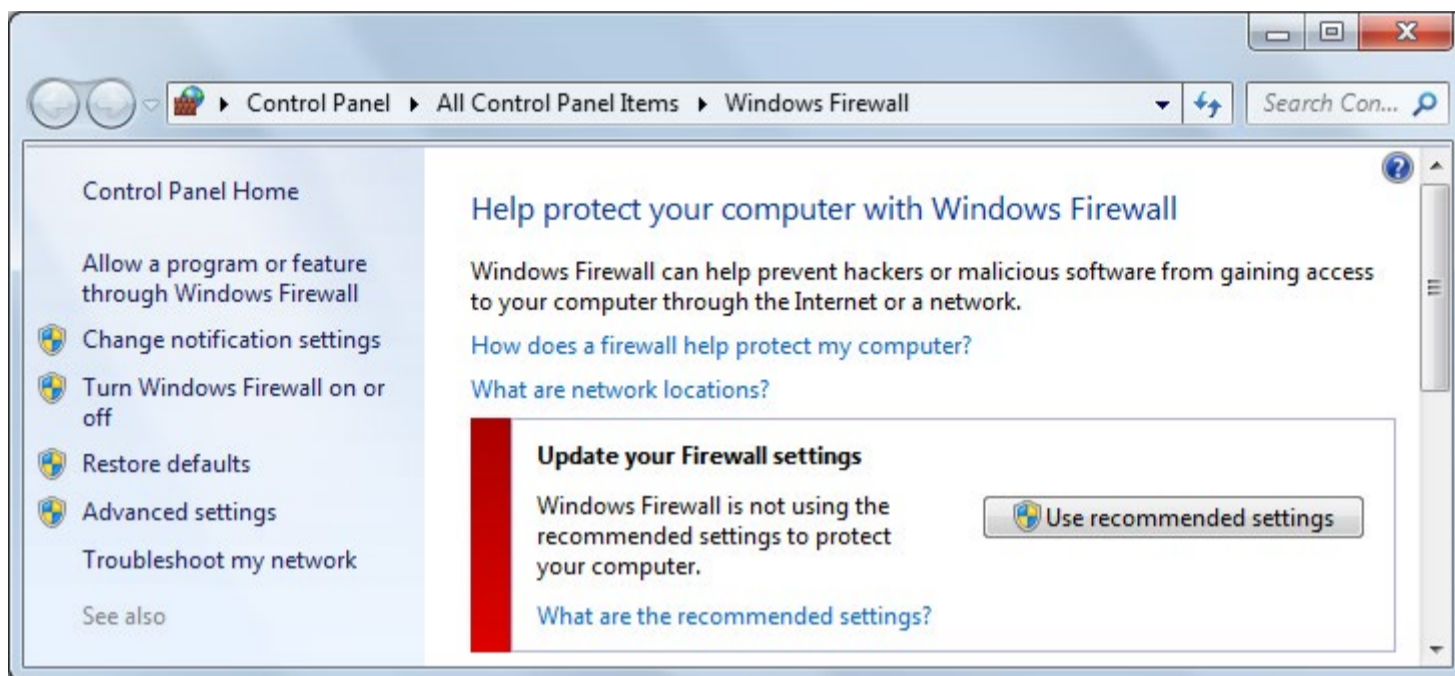 Control Panel ▸ All Control Panel Items ▸ Windows Firewall
Search Con...
Control Panel Home
Allow a program or feature
through Windows Firewall
Change notification settings
Turn Windows Firewall on or
off
Restore defaults
Advanced settings
Troubleshoot my network
See also
Help protect your computer with Windows Firewall
Windows Firewall can help prevent hackers or malicious software from gaining access
to your computer through the Internet or a network.
How does a firewall help protect my computer?
What are network locations?
Update your Firewall settings
Windows Firewall is not using the
recommended settings to protect
your computer.
Use recommended settings
What are the recommended settings?